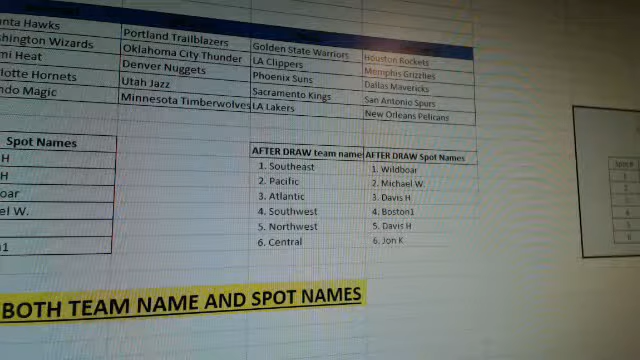 nta Hawks
hington Wizards
mi Heat
lotte Hornets
ndo Magic
Portland Trailblazers
Oklahoma City Thunder
Denver Nuggets
Utah Jazz
Minnesota Timberwolves
Golden State Warriors
LA Clippers
Phoenix Suns
Sacramento Kings
LA Lakers
Houston Rockets
Memphis Grizzlies
Dallas Mavericks
San Antonio Spurs
New Orleans Pelicans
Spot Names
H
H
oar
el W.
1
AFTER DRAW team name AFTER DRAW Spot Names
1. Southeast 1. Wildboar
2. Pacific 2. Michael W.
3. Atlantic 3. Davis H
4. Southwest 4. Boston1
5. Northwest 5. Davis H
6. Central 6. Jon K
BOTH TEAM NAME AND SPOT NAMES